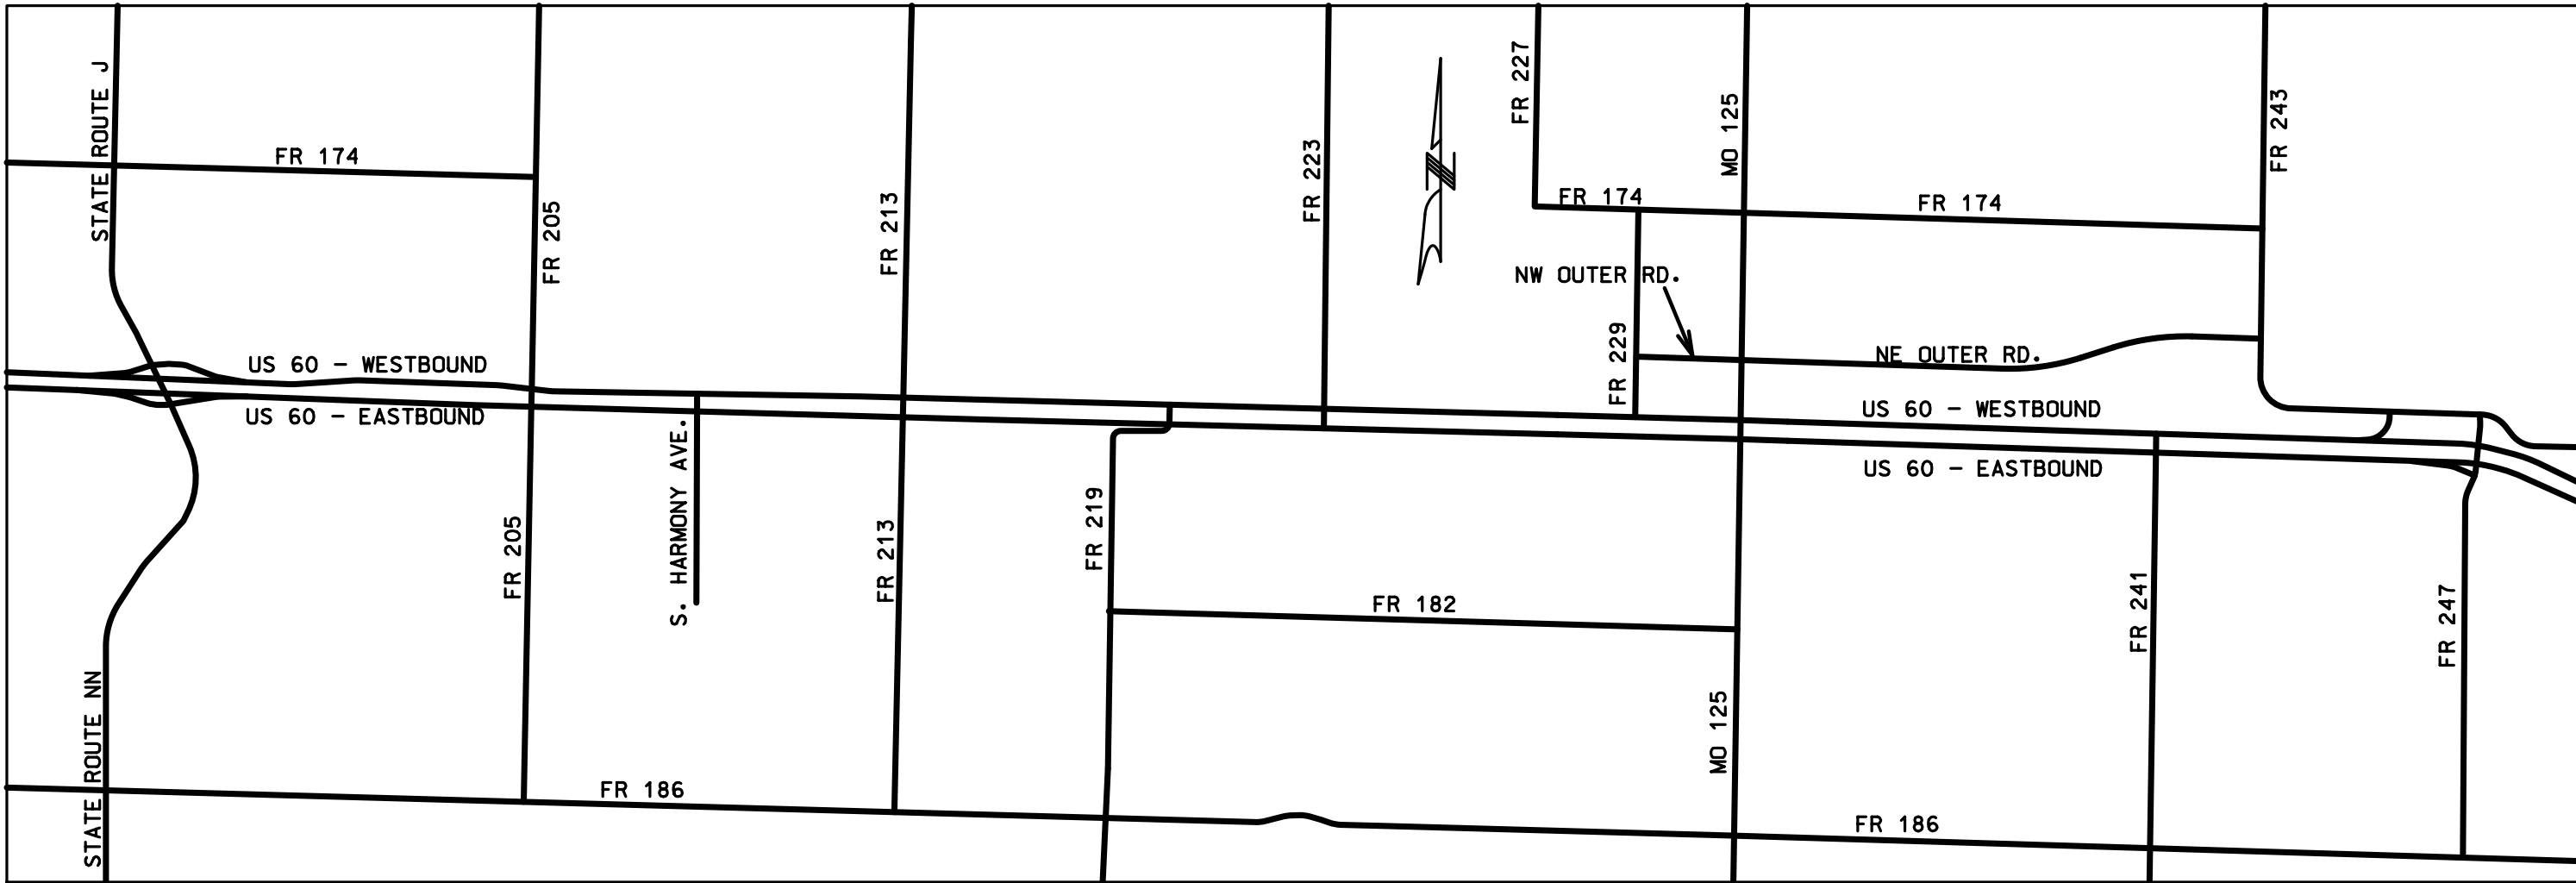 STATE ROUTE J
FR 174
FR 205
FR 213
FR 223
N
FR 227
MO 125
FR 243
FR 174
FR 174
NW OUTER RD.
FR 229
NE OUTER RD.
US 60 - WESTBOUND
US 60 - EASTBOUND
US 60 - WESTBOUND
US 60 - EASTBOUND
FR 205
S. HARMONY AVE.
FR 213
FR 219
FR 182
FR 241
FR 247
STATE ROUTE NN
FR 186
MO 125
FR 186